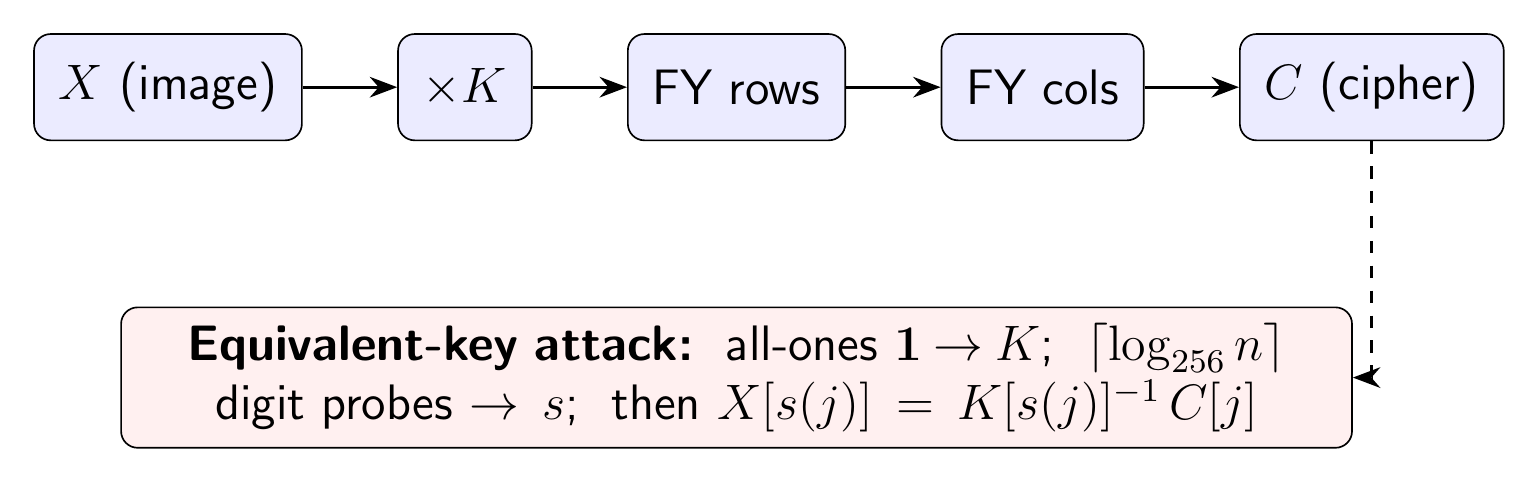 X (image)
×K
FY rows
FY cols
C (cipher)
Equivalent-key attack: all-ones 1 → K; ⌈log₂₅₆ n⌉
digit probes → s; then X[s(j)] = K[s(j)]⁻¹ C[j]